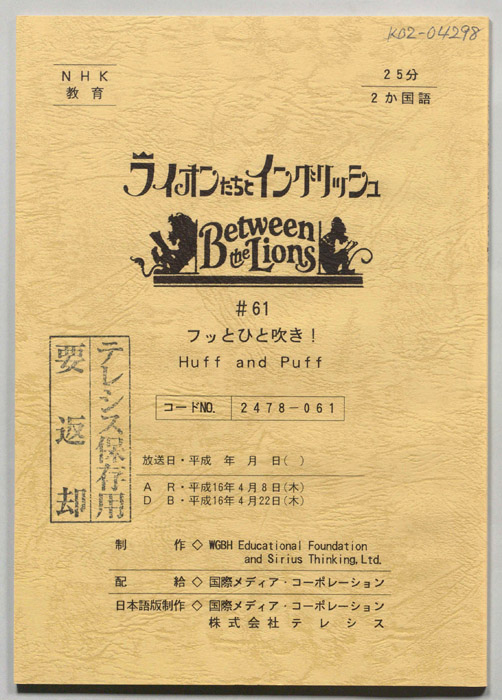 K02-04298
NHK
教育
25分
2か国語
ライオンたちとイングリッシュ
Between
the Lions
#61
フッとひと吹き!
Huff and Puff
コードNO. 2478-061
テレシス保存用
要返却
放送日・平成 年 月 日( )
A R・平成16年4月8日(木)
D B・平成16年4月22日(木)
制作◇WGBH Educational Foundation
and Sirius Thinking, Ltd.
配給◇国際メディア・コーポレーション
日本語版制作◇国際メディア・コーポレーション
株式会社テレシス